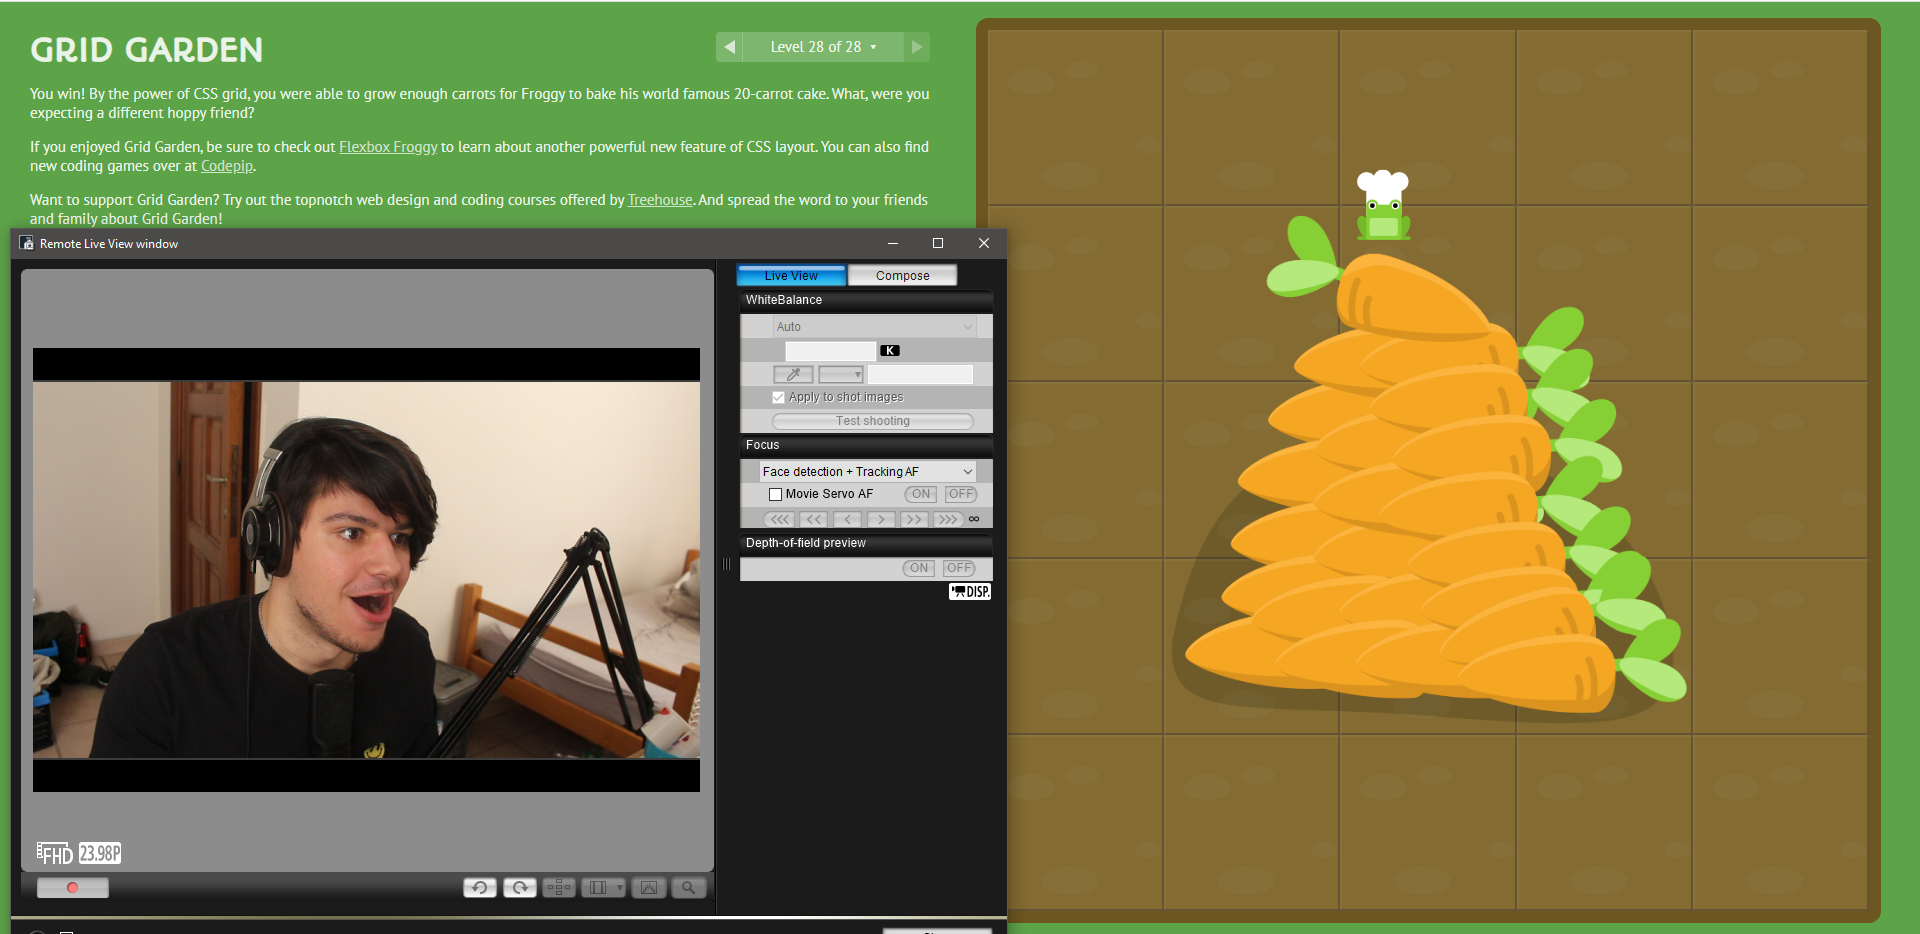 GRID GARDEN
Level 28 of 28
You win! By the power of CSS grid, you were able to grow enough carrots for Froggy to bake his world famous 20-carrot cake. What, were you
expecting a different hoppy friend?
If you enjoyed Grid Garden, be sure to check out Flexbox Froggy to learn about another powerful new feature of CSS layout. You can also find
new coding games over at Codepip.
Want to support Grid Garden? Try out the topnotch web design and coding courses offered by Treehouse. And spread the word to your friends
and family about Grid Garden!
Remote Live View window
Live View
Compose
WhiteBalance
Auto
K
Apply to shot images
Test shooting
Focus
Face detection + Tracking AF
Movie Servo AF
ON
OFF
<<<
<<
<
>
>>
>>>
∞
Depth-of-field preview
ON
OFF
DISP.
FHD
23.98P